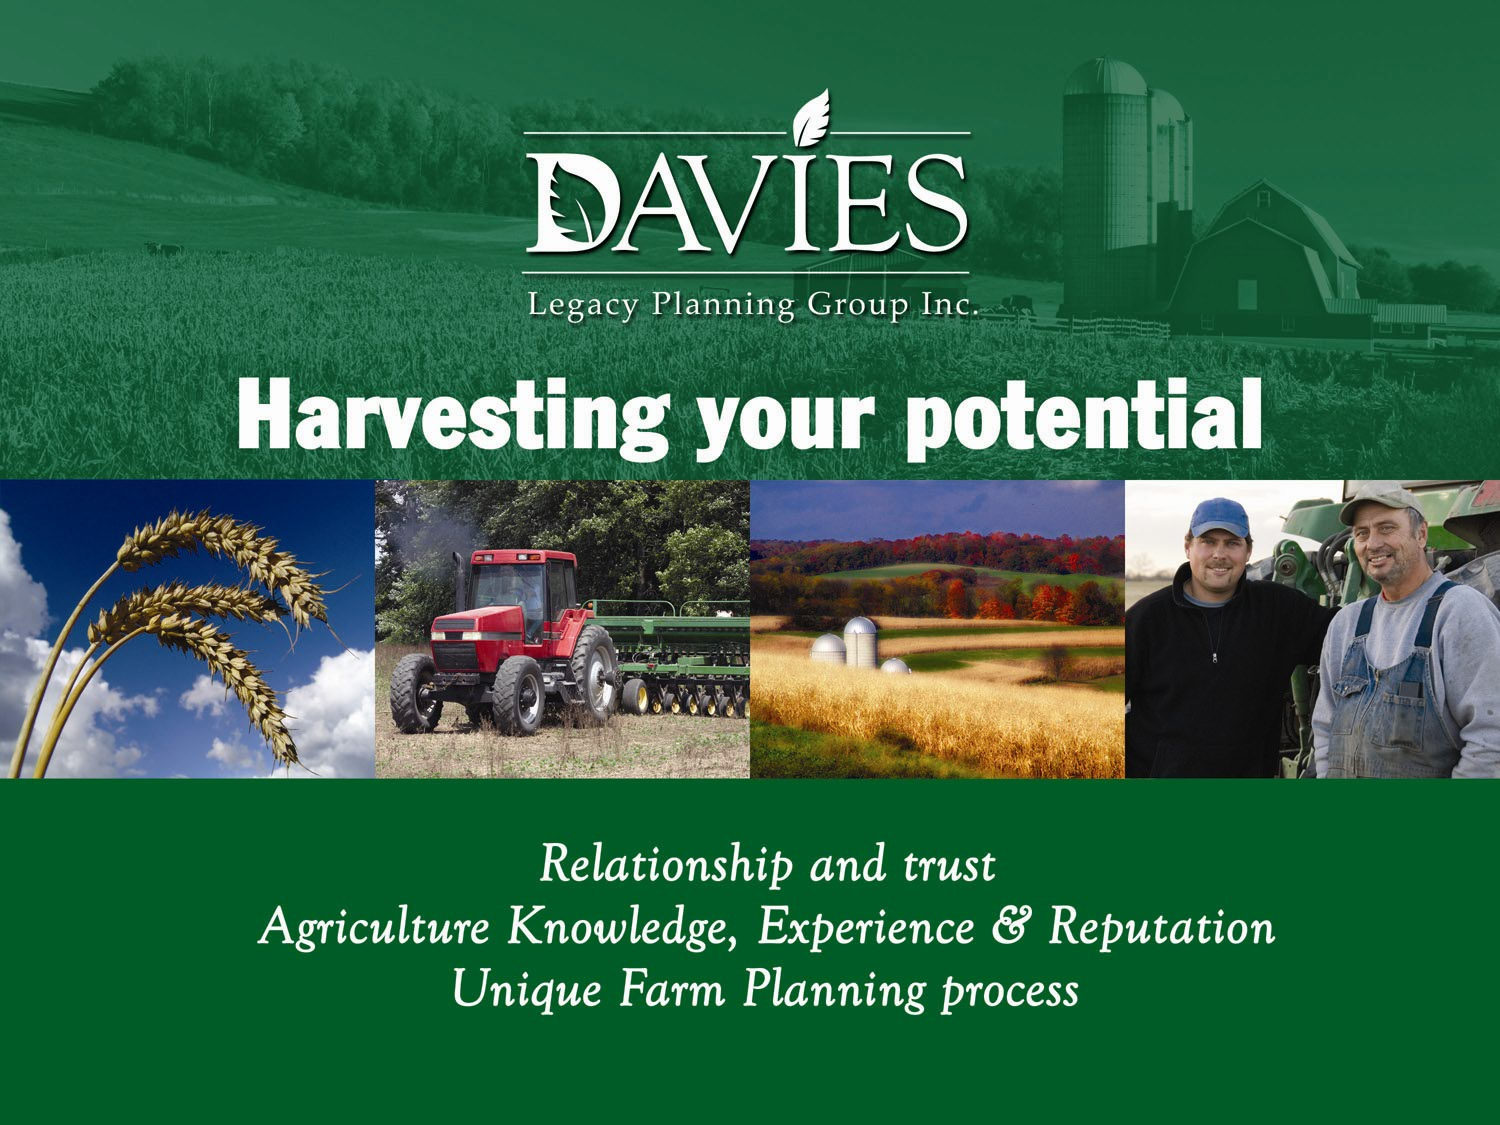 DAVIES
Legacy Planning Group Inc.
Harvesting your potential
Relationship and trust
Agriculture Knowledge, Experience & Reputation
Unique Farm Planning process